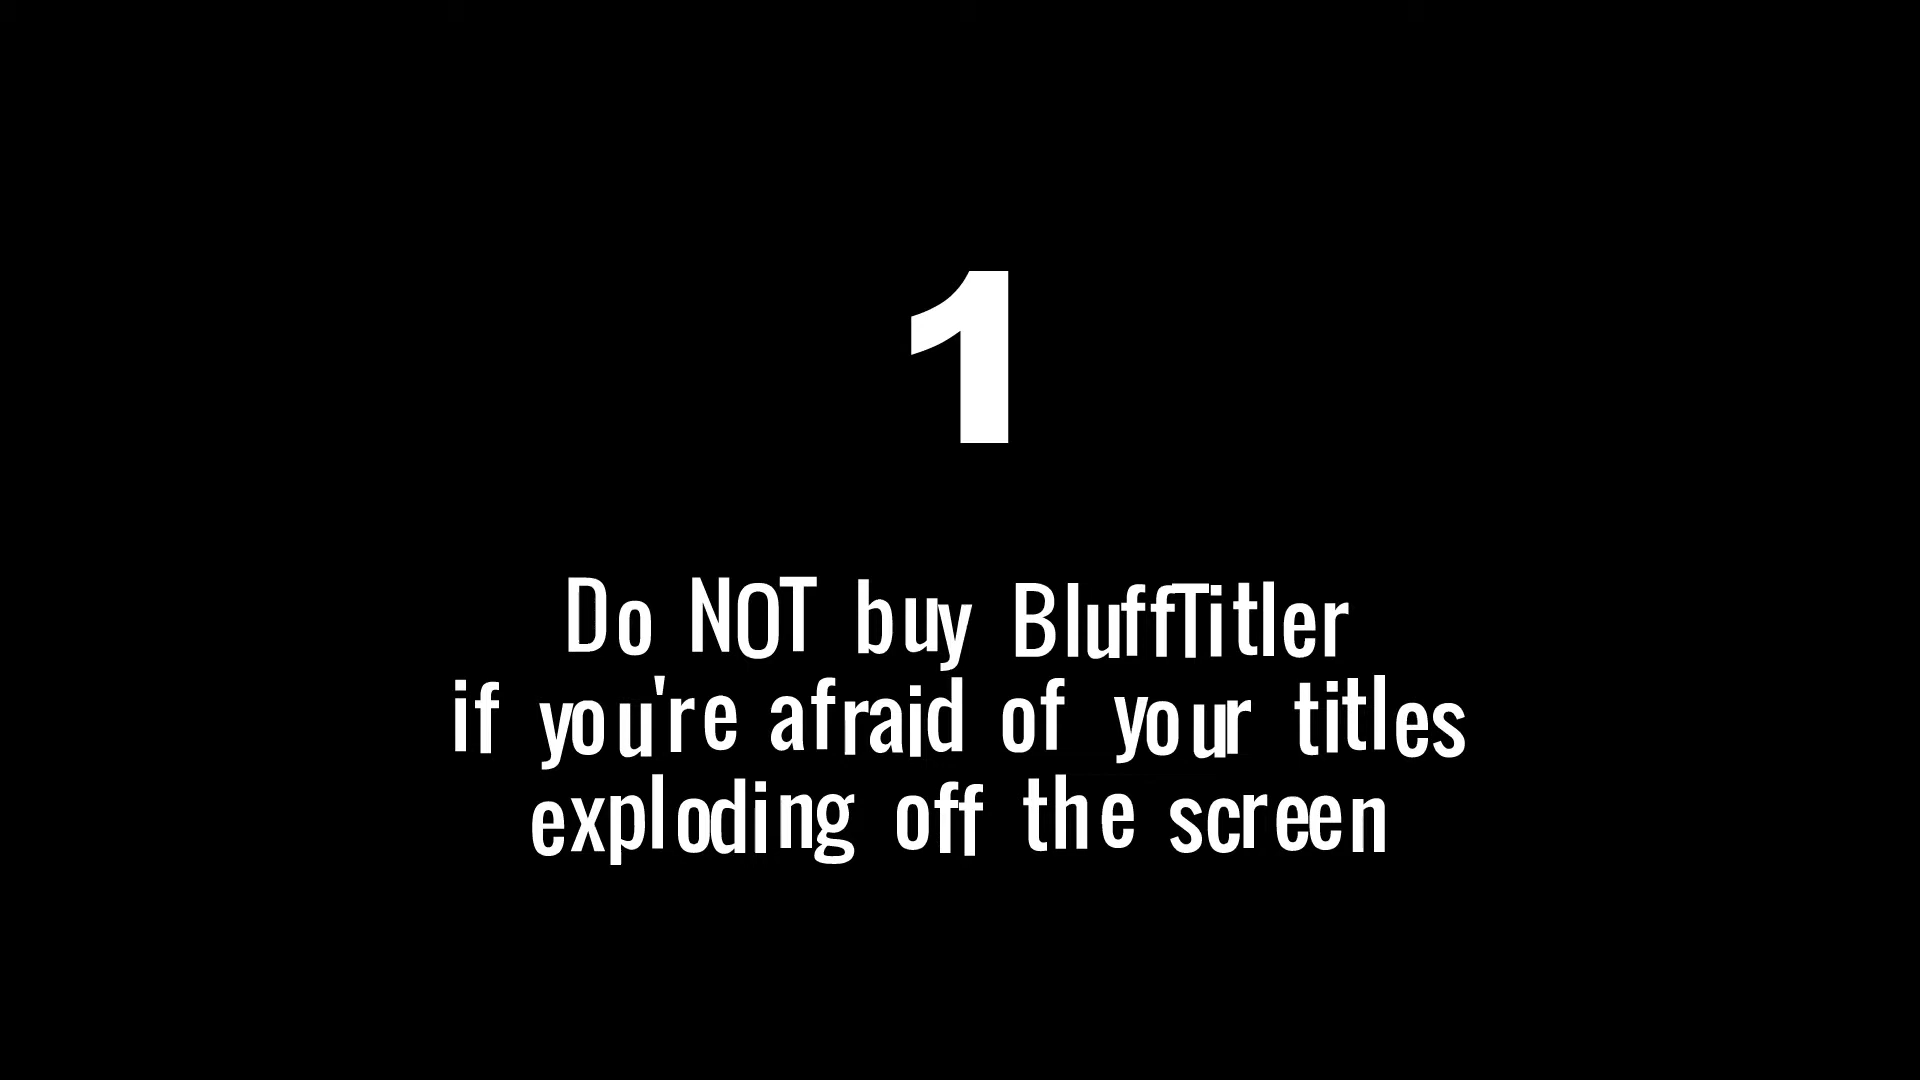 1
Do NOT buy BluffTitler
if you're afraid of your titles
exploding off the screen